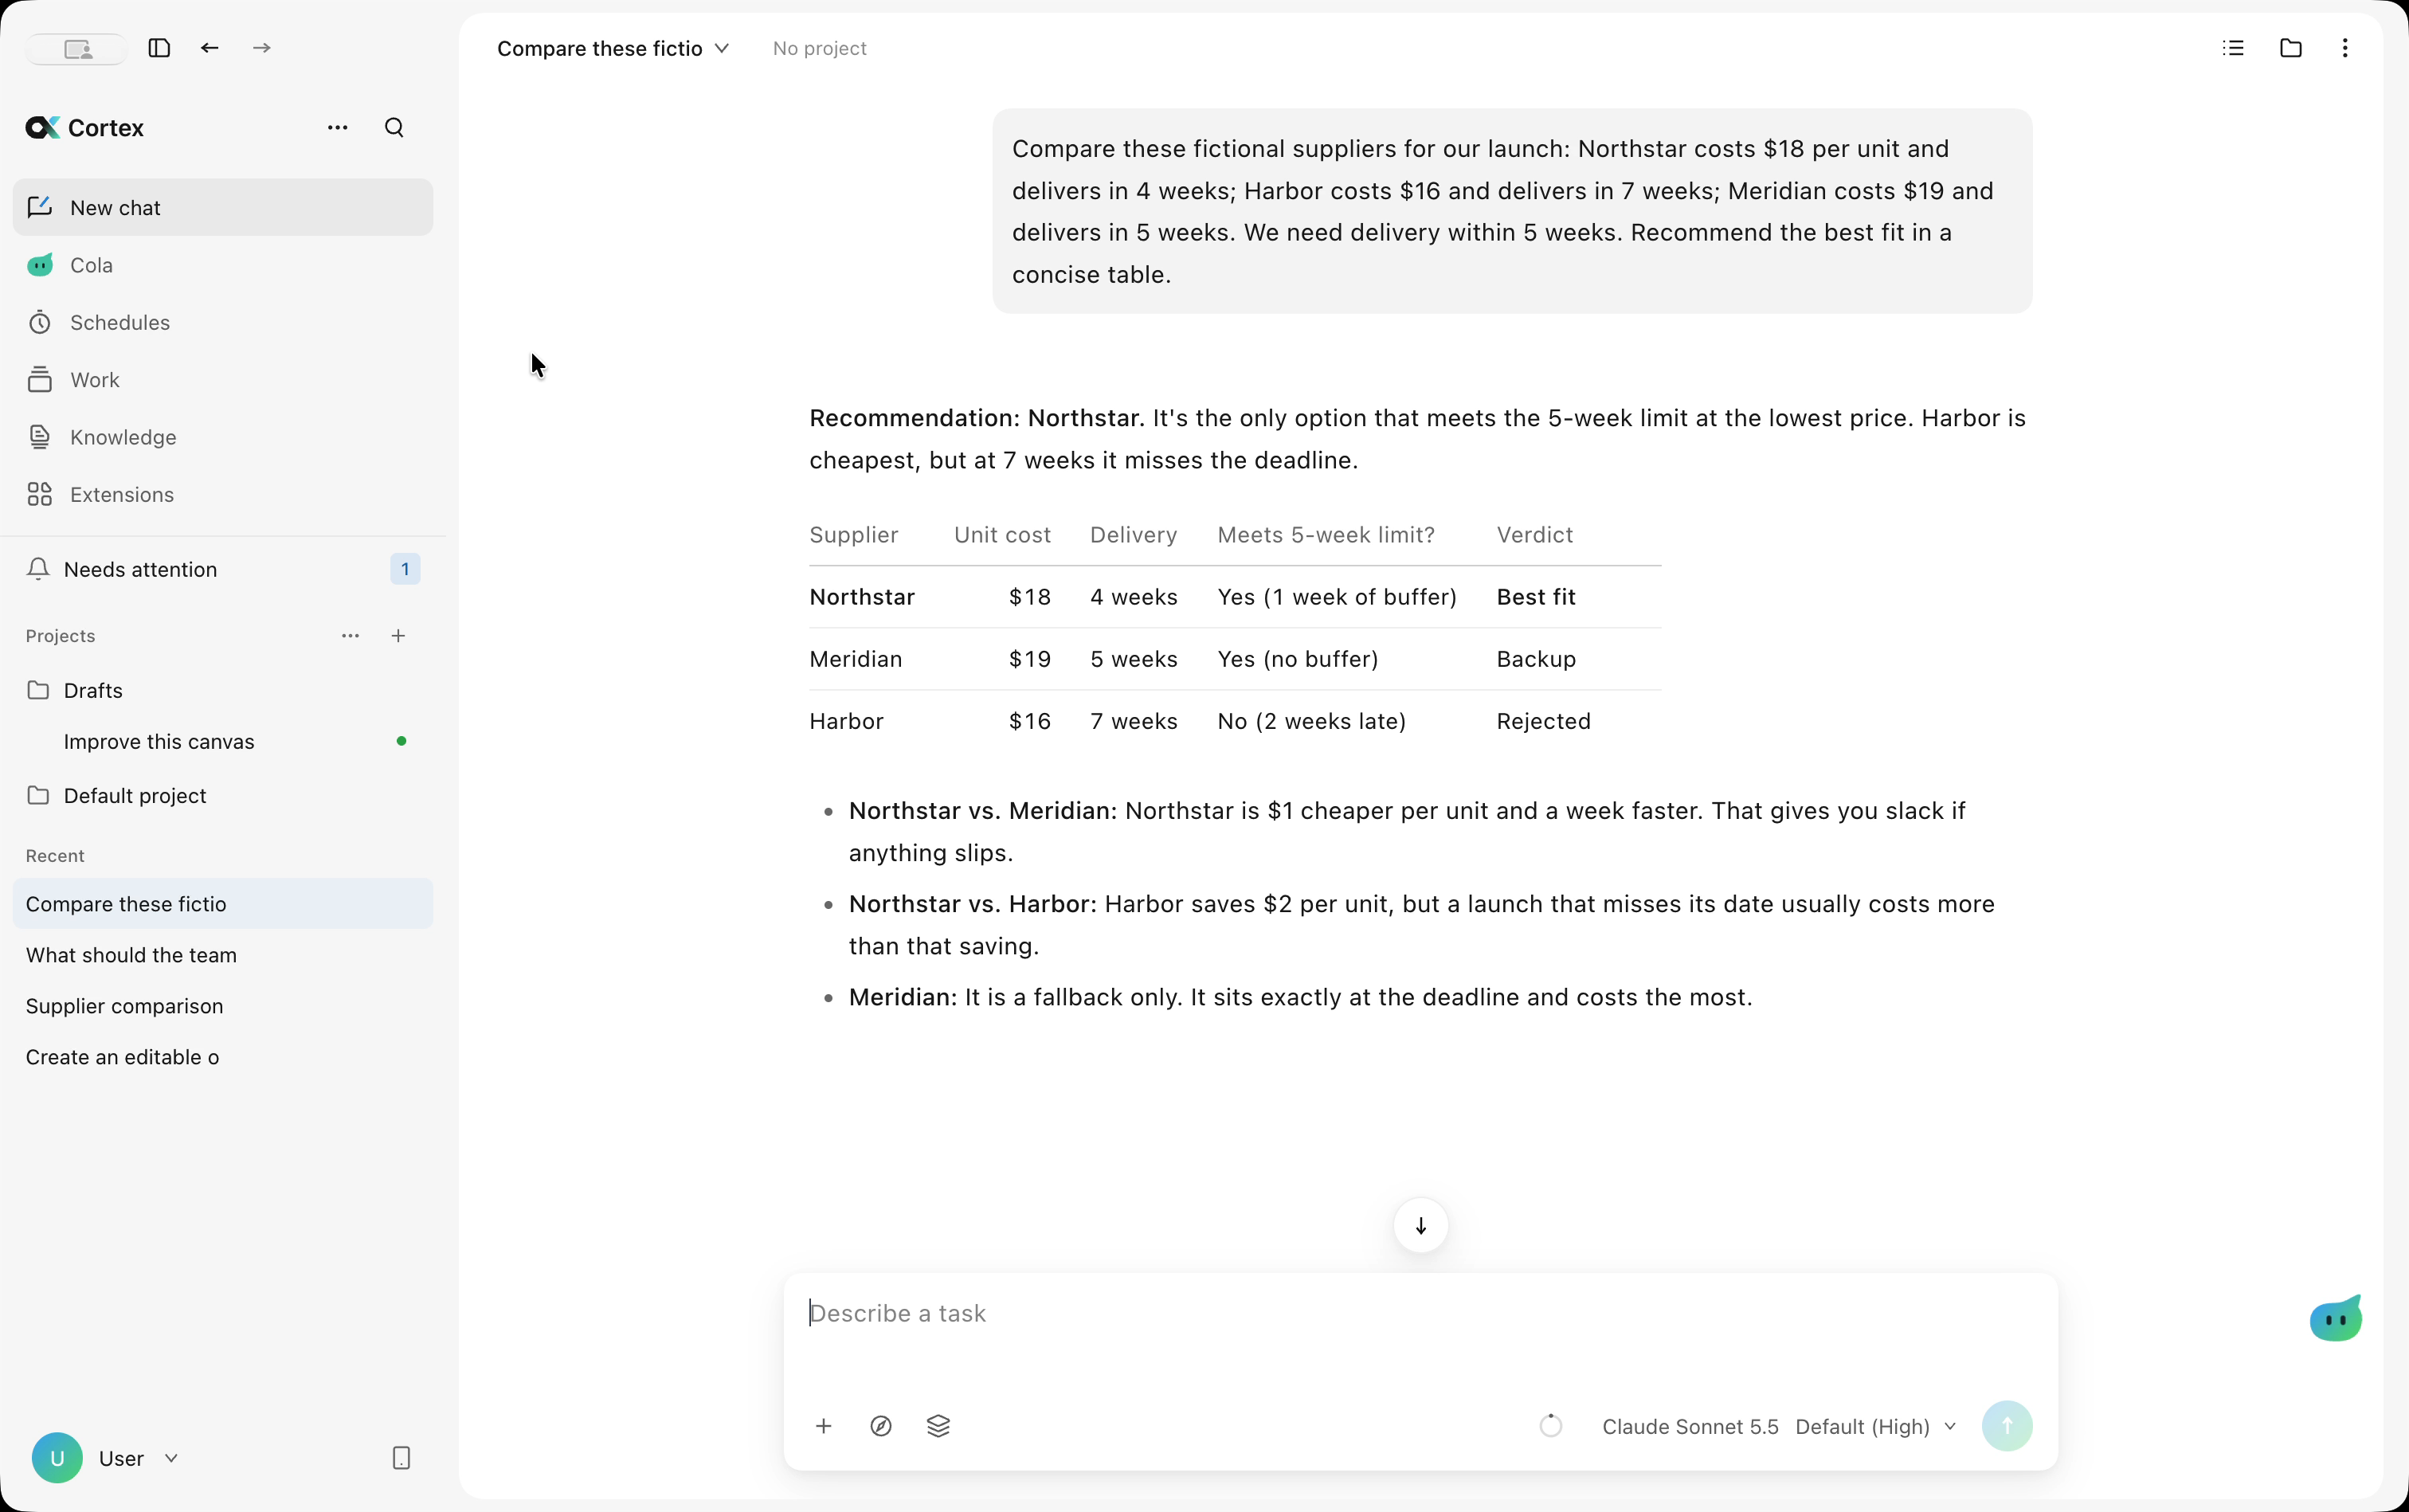 Cortex
New chat
Cola
Schedules
Work
Knowledge
Extensions
Needs attention 1
Projects
Drafts
Improve this canvas
Default project
Recent
Compare these fictio
What should the team
Supplier comparison
Create an editable o
U User
Compare these fictio No project
Compare these fictional suppliers for our launch: Northstar costs $18 per unit and
delivers in 4 weeks; Harbor costs $16 and delivers in 7 weeks; Meridian costs $19 and
delivers in 5 weeks. We need delivery within 5 weeks. Recommend the best fit in a
concise table.
Recommendation: Northstar. It's the only option that meets the 5-week limit at the lowest price. Harbor is
cheapest, but at 7 weeks it misses the deadline.
Supplier Unit cost Delivery Meets 5-week limit? Verdict
Northstar $18 4 weeks Yes (1 week of buffer) Best fit
Meridian $19 5 weeks Yes (no buffer) Backup
Harbor $16 7 weeks No (2 weeks late) Rejected
• Northstar vs. Meridian: Northstar is $1 cheaper per unit and a week faster. That gives you slack if
anything slips.
• Northstar vs. Harbor: Harbor saves $2 per unit, but a launch that misses its date usually costs more
than that saving.
• Meridian: It is a fallback only. It sits exactly at the deadline and costs the most.
Describe a task
Claude Sonnet 5.5 Default (High)